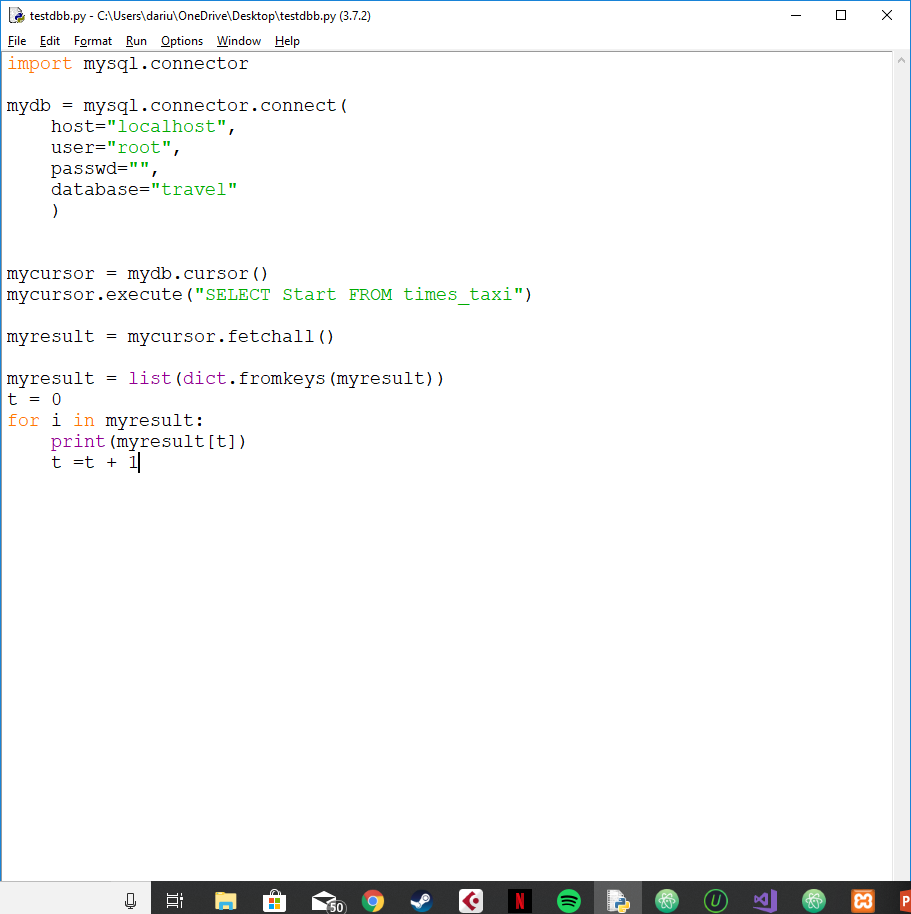 testdbb.py - C:\Users\dariu\OneDrive\Desktop\testdbb.py (3.7.2)
File Edit Format Run Options Window Help
import mysql.connector
mydb = mysql.connector.connect(
    host="localhost",
    user="root",
    passwd="",
    database="travel"
    )
mycursor = mydb.cursor()
mycursor.execute("SELECT Start FROM times_taxi")
myresult = mycursor.fetchall()
myresult = list(dict.fromkeys(myresult))
t = 0
for i in myresult:
    print(myresult[t])
    t =t + 1
50